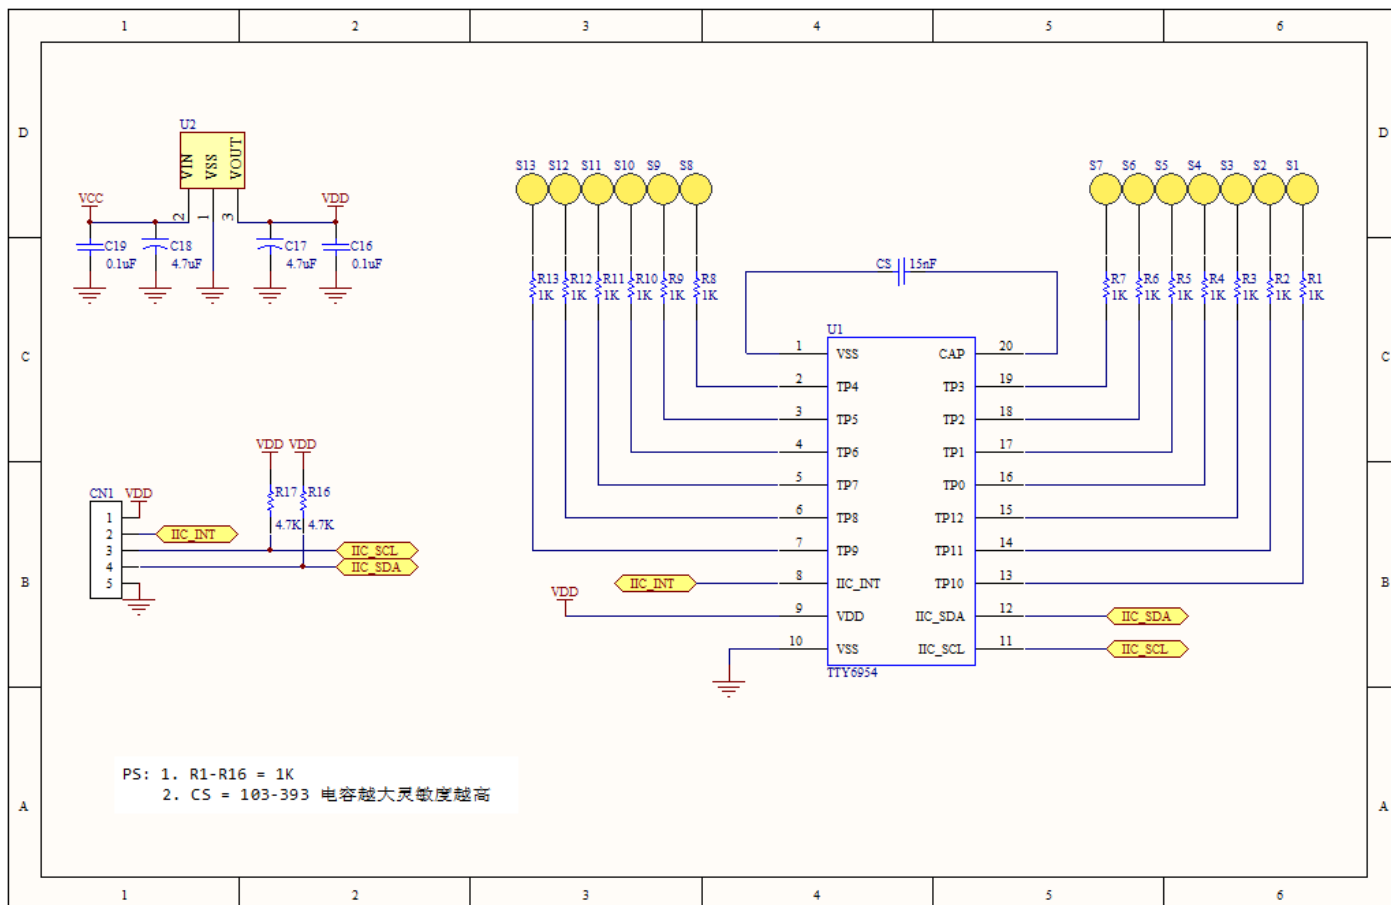 1 2 3 4 5 6
D D
U2
VIN VSS VOUT
2 1 3
VCC VDD
C19 C18 C17 C16
0.1uF 4.7uF 4.7uF 0.1uF
S13 S12 S11 S10 S9 S8
S7 S6 S5 S4 S3 S2 S1
R13 R12 R11 R10 R9 R8
1K 1K 1K 1K 1K 1K
CS 15nF
R7 R6 R5 R4 R3 R2 R1
1K 1K 1K 1K 1K 1K 1K
C C
U1
1 VSS CAP 20
2 TP4 TP3 19
3 TP5 TP2 18
4 TP6 TP1 17
5 TP7 TP0 16
6 TP8 TP12 15
7 TP9 TP11 14
IIC_INT 8 IIC_INT TP10 13
VDD 9 VDD IIC_SDA 12 IIC_SDA
10 VSS IIC_SCL 11 IIC_SCL
TTY6954
VDD VDD
R17 R16
4.7K 4.7K
CN1 VDD
1
2 IIC_INT
3 IIC_SCL
4 IIC_SDA
5
B B
PS: 1. R1-R16 = 1K
2. CS = 103-393 电容越大灵敏度越高
A A
1 2 3 4 5 6